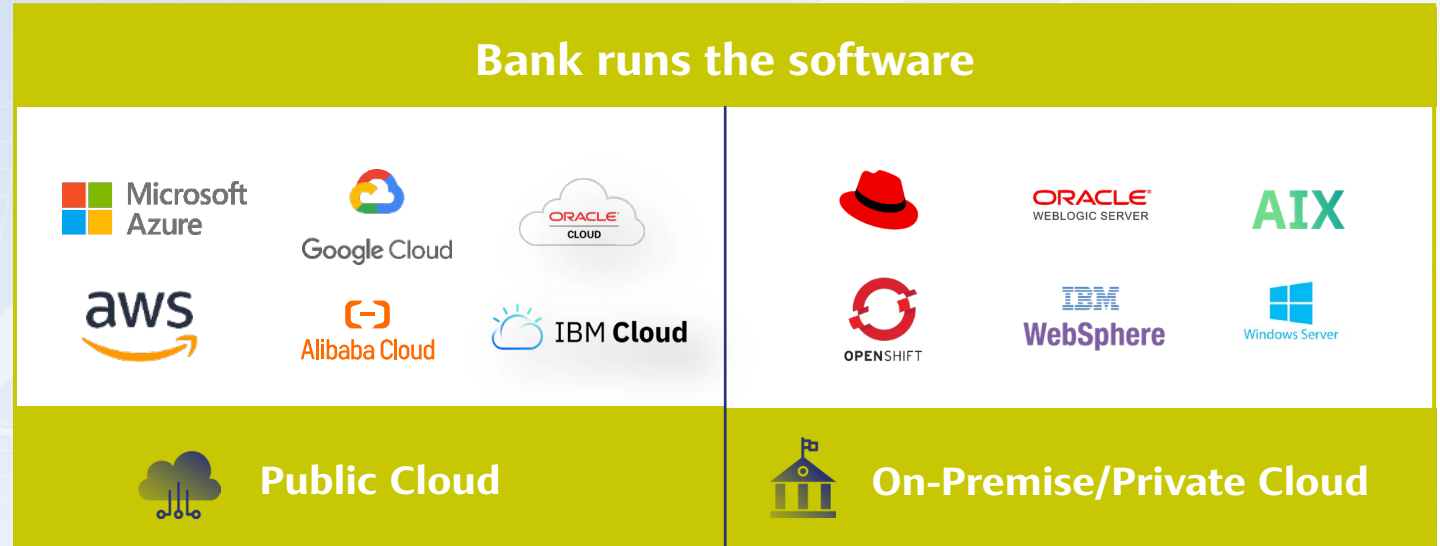 Bank runs the software
Microsoft
Azure
Google Cloud
ORACLE
CLOUD
aws
Alibaba Cloud
IBM Cloud
ORACLE®
WEBLOGIC SERVER
AIX
OPENSHIFT
IBM
WebSphere
Windows Server
Public Cloud
On-Premise/Private Cloud